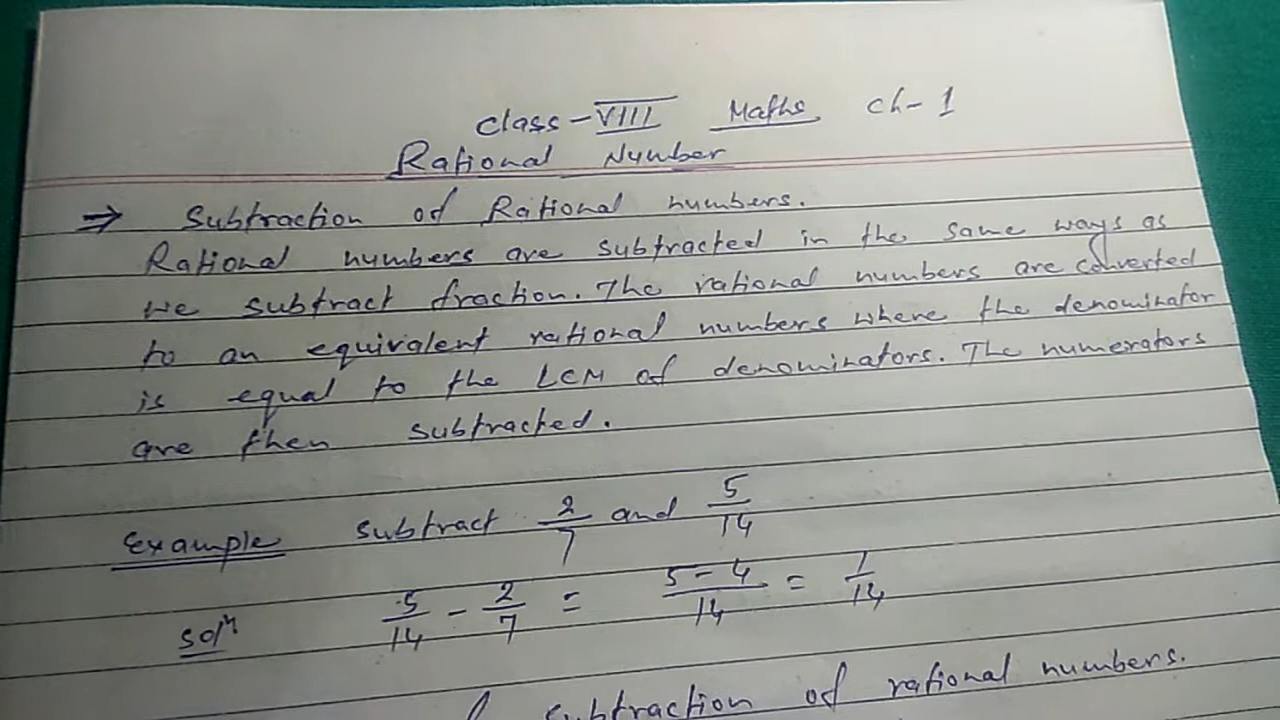 Class - VIII Maths Ch- 1
Rational Number
⇒ Subtraction of Rational numbers.
Rational numbers are subtracted in the same ways as
we subtract fraction. The rational numbers are converted
to an equivalent rational numbers where the denominator
is equal to the LCM of denominators. The numerators
are then subtracted.
Example Subtract 2/7 and 5/14
Solⁿ 5/14 - 2/7 = 5-4/14 = 1/14
subtraction of rational numbers.